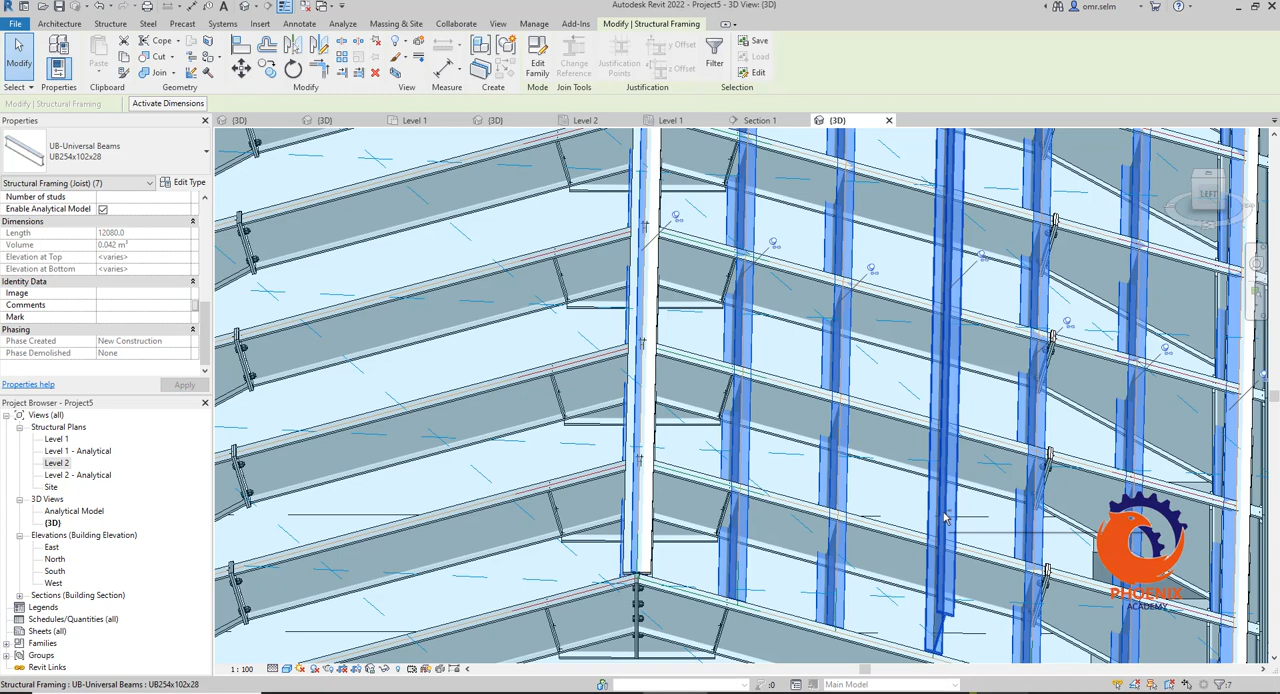 Autodesk Revit 2022 - 3D View: {3D}
omr.selm
File Architecture Structure Steel Precast Systems Insert Annotate Analyze Massing & Site Collaborate View Manage Add-Ins Modify | Structural Framing
Modify
Paste
Cope
Cut
Join
Edit Family
Change Reference
Justification Points
y Offset
z Offset
Filter
Save
Load
Edit
Select Properties Clipboard Geometry Modify View Measure Create Mode Join Tools Justification Selection
Modify | Structural Framing Activate Dimensions
Properties
{3D} {3D} Level 1 {3D} Level 2 Level 1 Section 1 {3D}
UB-Universal Beams
UB254x102x28
Structural Framing (Joist) (7) Edit Type
Number of studs
Enable Analytical Model
Dimensions
Length 12080.0
Volume 0.042 m³
Elevation at Top <varies>
Elevation at Bottom <varies>
Identity Data
Image
Comments
Mark
Phasing
Phase Created New Construction
Phase Demolished None
Properties help Apply
Project Browser - Project5
Views (all)
Structural Plans
Level 1
Level 1 - Analytical
Level 2
Level 2 - Analytical
Site
3D Views
Analytical Model
{3D}
Elevations (Building Elevation)
East
North
South
West
Sections (Building Section)
Legends
Schedules/Quantities (all)
Sheets (all)
Families
Groups
Revit Links
LEFT
PHOENIX
ACADEMY
1 : 100
Structural Framing : UB-Universal Beams : UB254x102x28
:0
Main Model
:7